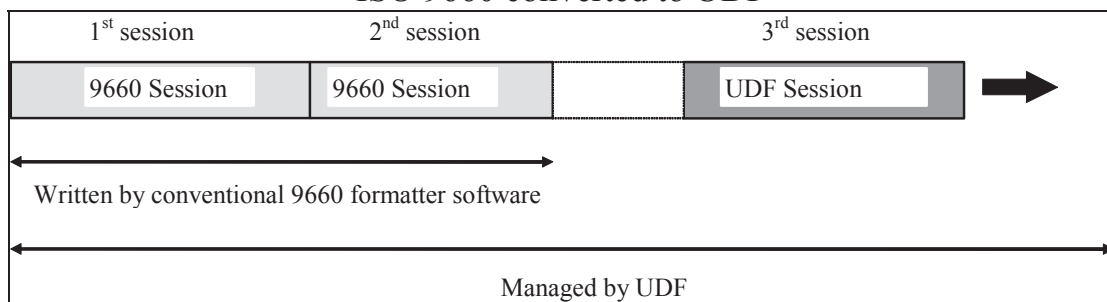 ISO 9660 converted to UDF
1st session 2nd session 3rd session
9660 Session 9660 Session UDF Session
Written by conventional 9660 formatter software
Managed by UDF